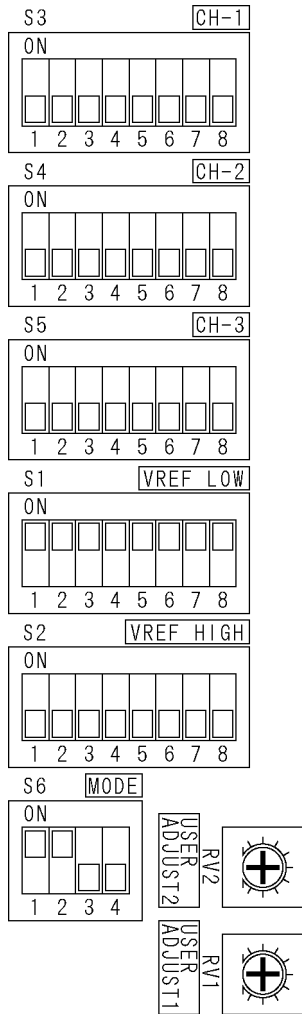 S3 CH-1
ON
1 2 3 4 5 6 7 8
S4 CH-2
ON
1 2 3 4 5 6 7 8
S5 CH-3
ON
1 2 3 4 5 6 7 8
S1 VREF LOW
ON
1 2 3 4 5 6 7 8
S2 VREF HIGH
ON
1 2 3 4 5 6 7 8
S6 MODE
ON
1 2 3 4
RV2
USER
ADJUST2
RV1
USER
ADJUST1